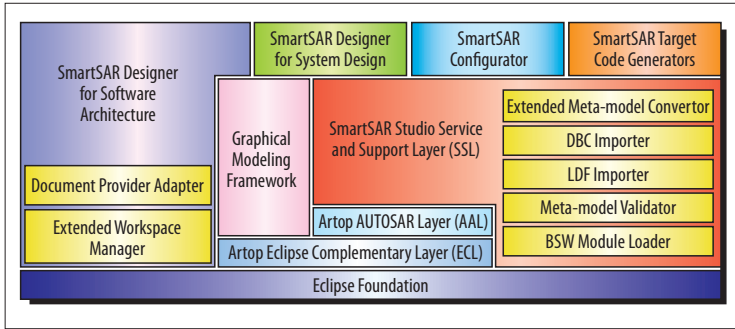 SmartSAR Designer
for Software
Architecture
SmartSAR Designer
for System Design
SmartSAR
Configurator
SmartSAR Target
Code Generators
Graphical
Modeling
Framework
SmartSAR Studio Service
and Support Layer (SSL)
Extended Meta-model Convertor
DBC Importer
LDF Importer
Meta-model Validator
BSW Module Loader
Document Provider Adapter
Extended Workspace
Manager
Artop AUTOSAR Layer (AAL)
Artop Eclipse Complementary Layer (ECL)
Eclipse Foundation